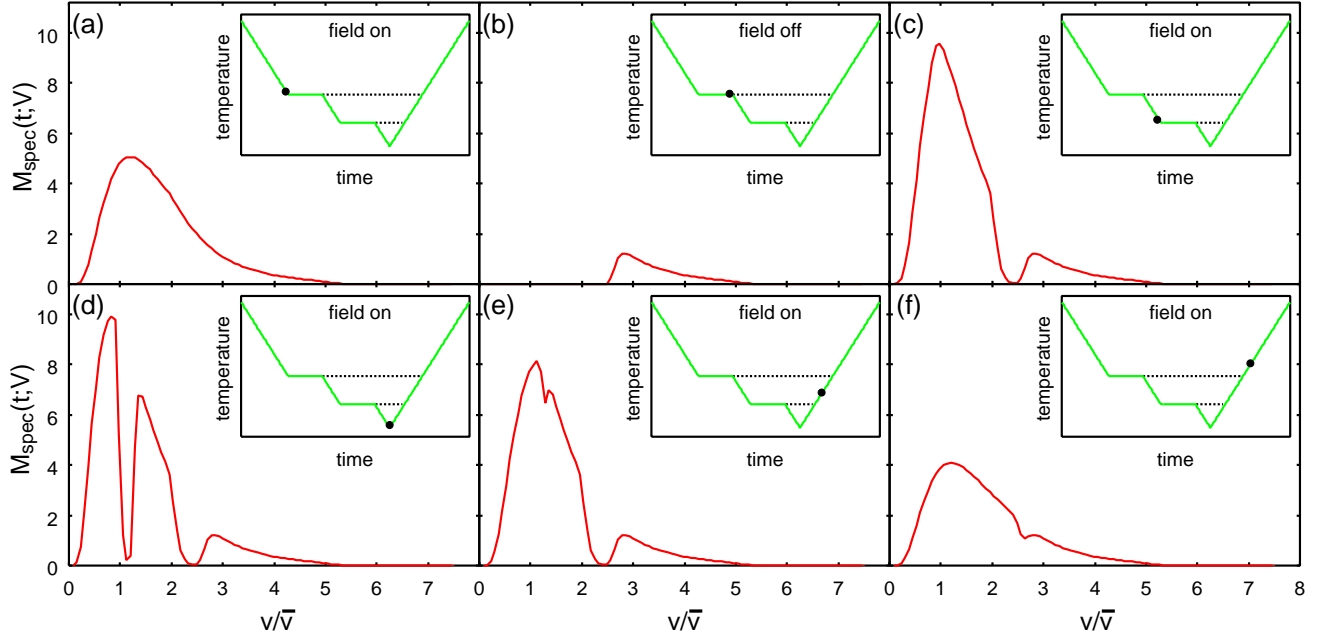 (a)
field on
temperature
time
(b)
field off
temperature
time
(c)
field on
temperature
time
M_spec(t;V)
10
8
6
4
2
0
(d)
field on
temperature
time
(e)
field on
temperature
time
(f)
field on
temperature
time
M_spec(t;V)
10
8
6
4
2
0
0 1 2 3 4 5 6 7
0 1 2 3 4 5 6 7
0 1 2 3 4 5 6 7 8
v/v̄
v/v̄
v/v̄